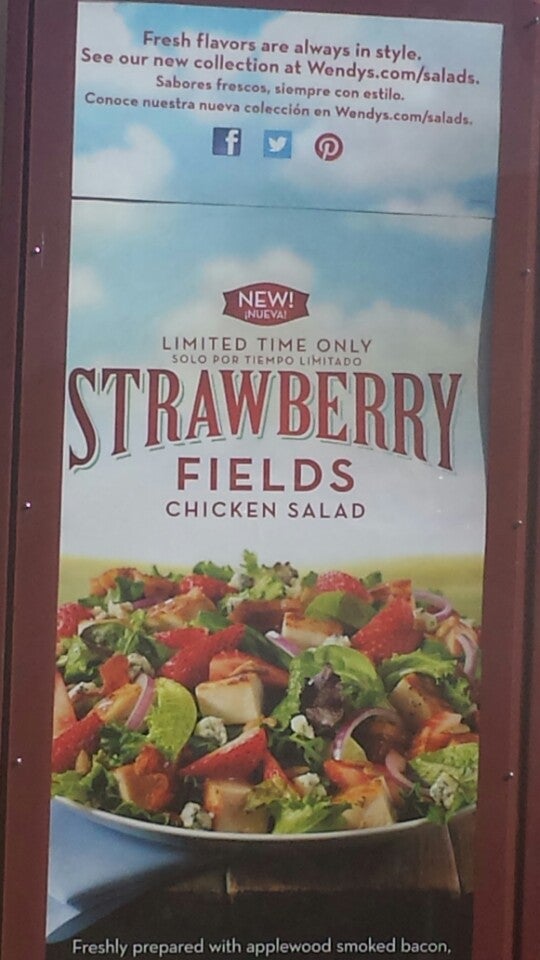 Fresh flavors are always in style.
See our new collection at Wendys.com/salads.
Sabores frescos, siempre con estilo.
Conoce nuestra nueva colección en Wendys.com/salads.
f
NEW!
¡NUEVA!
LIMITED TIME ONLY
SOLO POR TIEMPO LIMITADO
STRAWBERRY
FIELDS
CHICKEN SALAD
Freshly prepared with applewood smoked bacon,